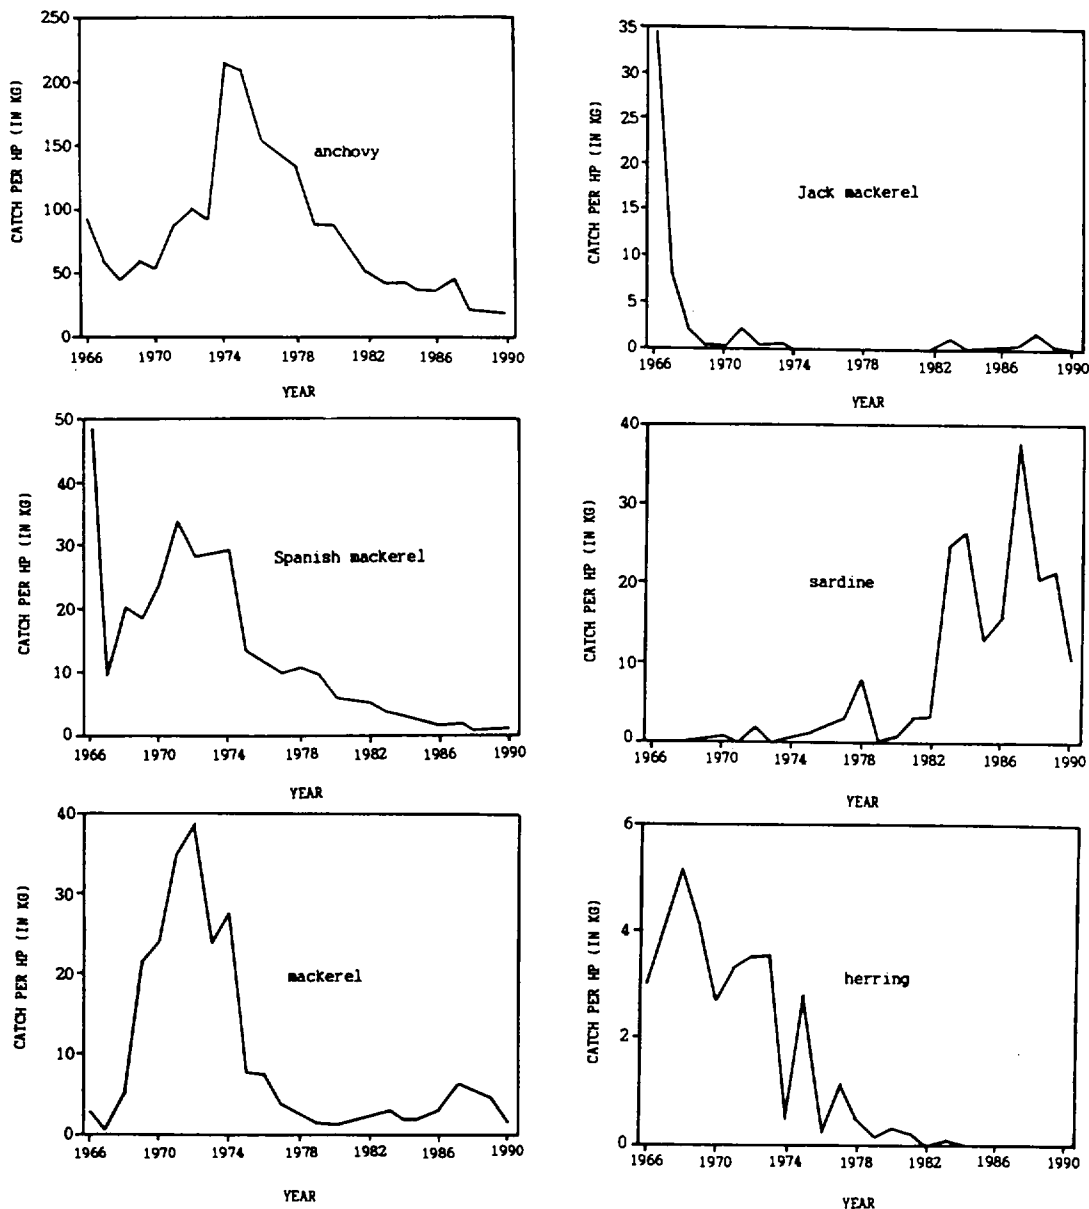 250
200
150
100
50
0
CATCH PER HP (IN KG)
anchovy
1966 1970 1974 1978 1982 1986 1990
YEAR
35
30
25
20
15
10
5
0
CATCH PER HP (IN KG)
Jack mackerel
1966 1970 1974 1978 1982 1986 1990
YEAR
50
40
30
20
10
0
CATCH PER HP (IN KG)
Spanish mackerel
1966 1970 1974 1978 1982 1986 1990
YEAR
40
30
20
10
0
CATCH PER HP (IN KG)
sardine
1966 1970 1974 1978 1982 1986 1990
YEAR
40
30
20
10
0
CATCH PER HP (IN KG)
mackerel
1966 1970 1974 1978 1982 1986 1990
YEAR
6
4
2
0
CATCH PER HP (IN KG)
herring
1966 1970 1974 1978 1982 1986 1990
YEAR